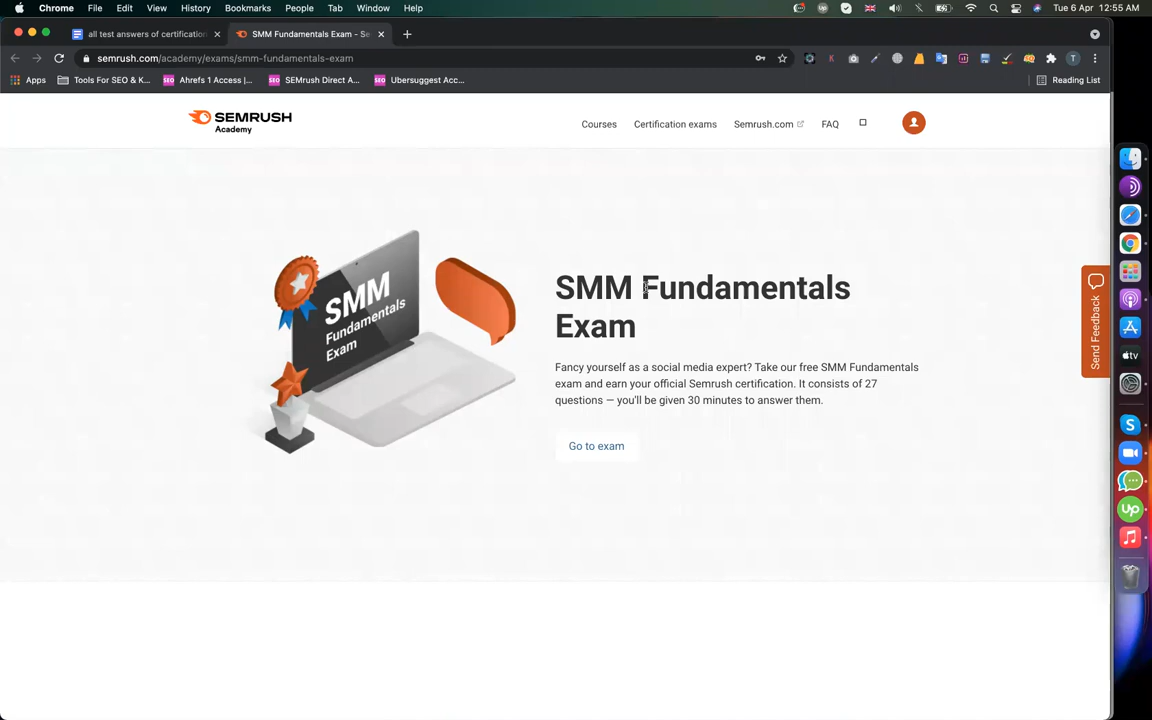 Chrome File Edit View History Bookmarks People Tab Window Help Tue 6 Apr 12:55 AM
all test answers of certification
SMM Fundamentals Exam - Se
semrush.com/academy/exams/smm-fundamentals-exam
Apps Tools For SEO & K... Ahrefs 1 Access |... SEMrush Direct A... Ubersuggest Acc... Reading List
SEMRUSH
Academy
Courses Certification exams Semrush.com FAQ
SMM
Fundamentals
Exam
SMM Fundamentals
Exam
Fancy yourself as a social media expert? Take our free SMM Fundamentals
exam and earn your official Semrush certification. It consists of 27
questions — you'll be given 30 minutes to answer them.
Go to exam
Send Feedback